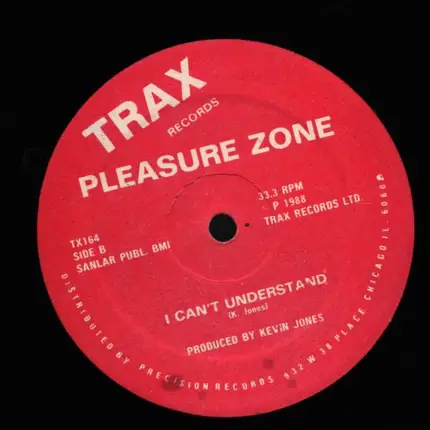 TRAX
RECORDS
PLEASURE ZONE
TX164
SIDE B
SANLAR PUBL. BMI
33.3 RPM
P 1988
TRAX RECORDS LTD.
I CAN'T UNDERSTAND
(K. Jones)
PRODUCED BY KEVIN JONES
DISTRIBUTED BY PRECISION RECORDS 932 W 38 PLACE CHICAGO IL.